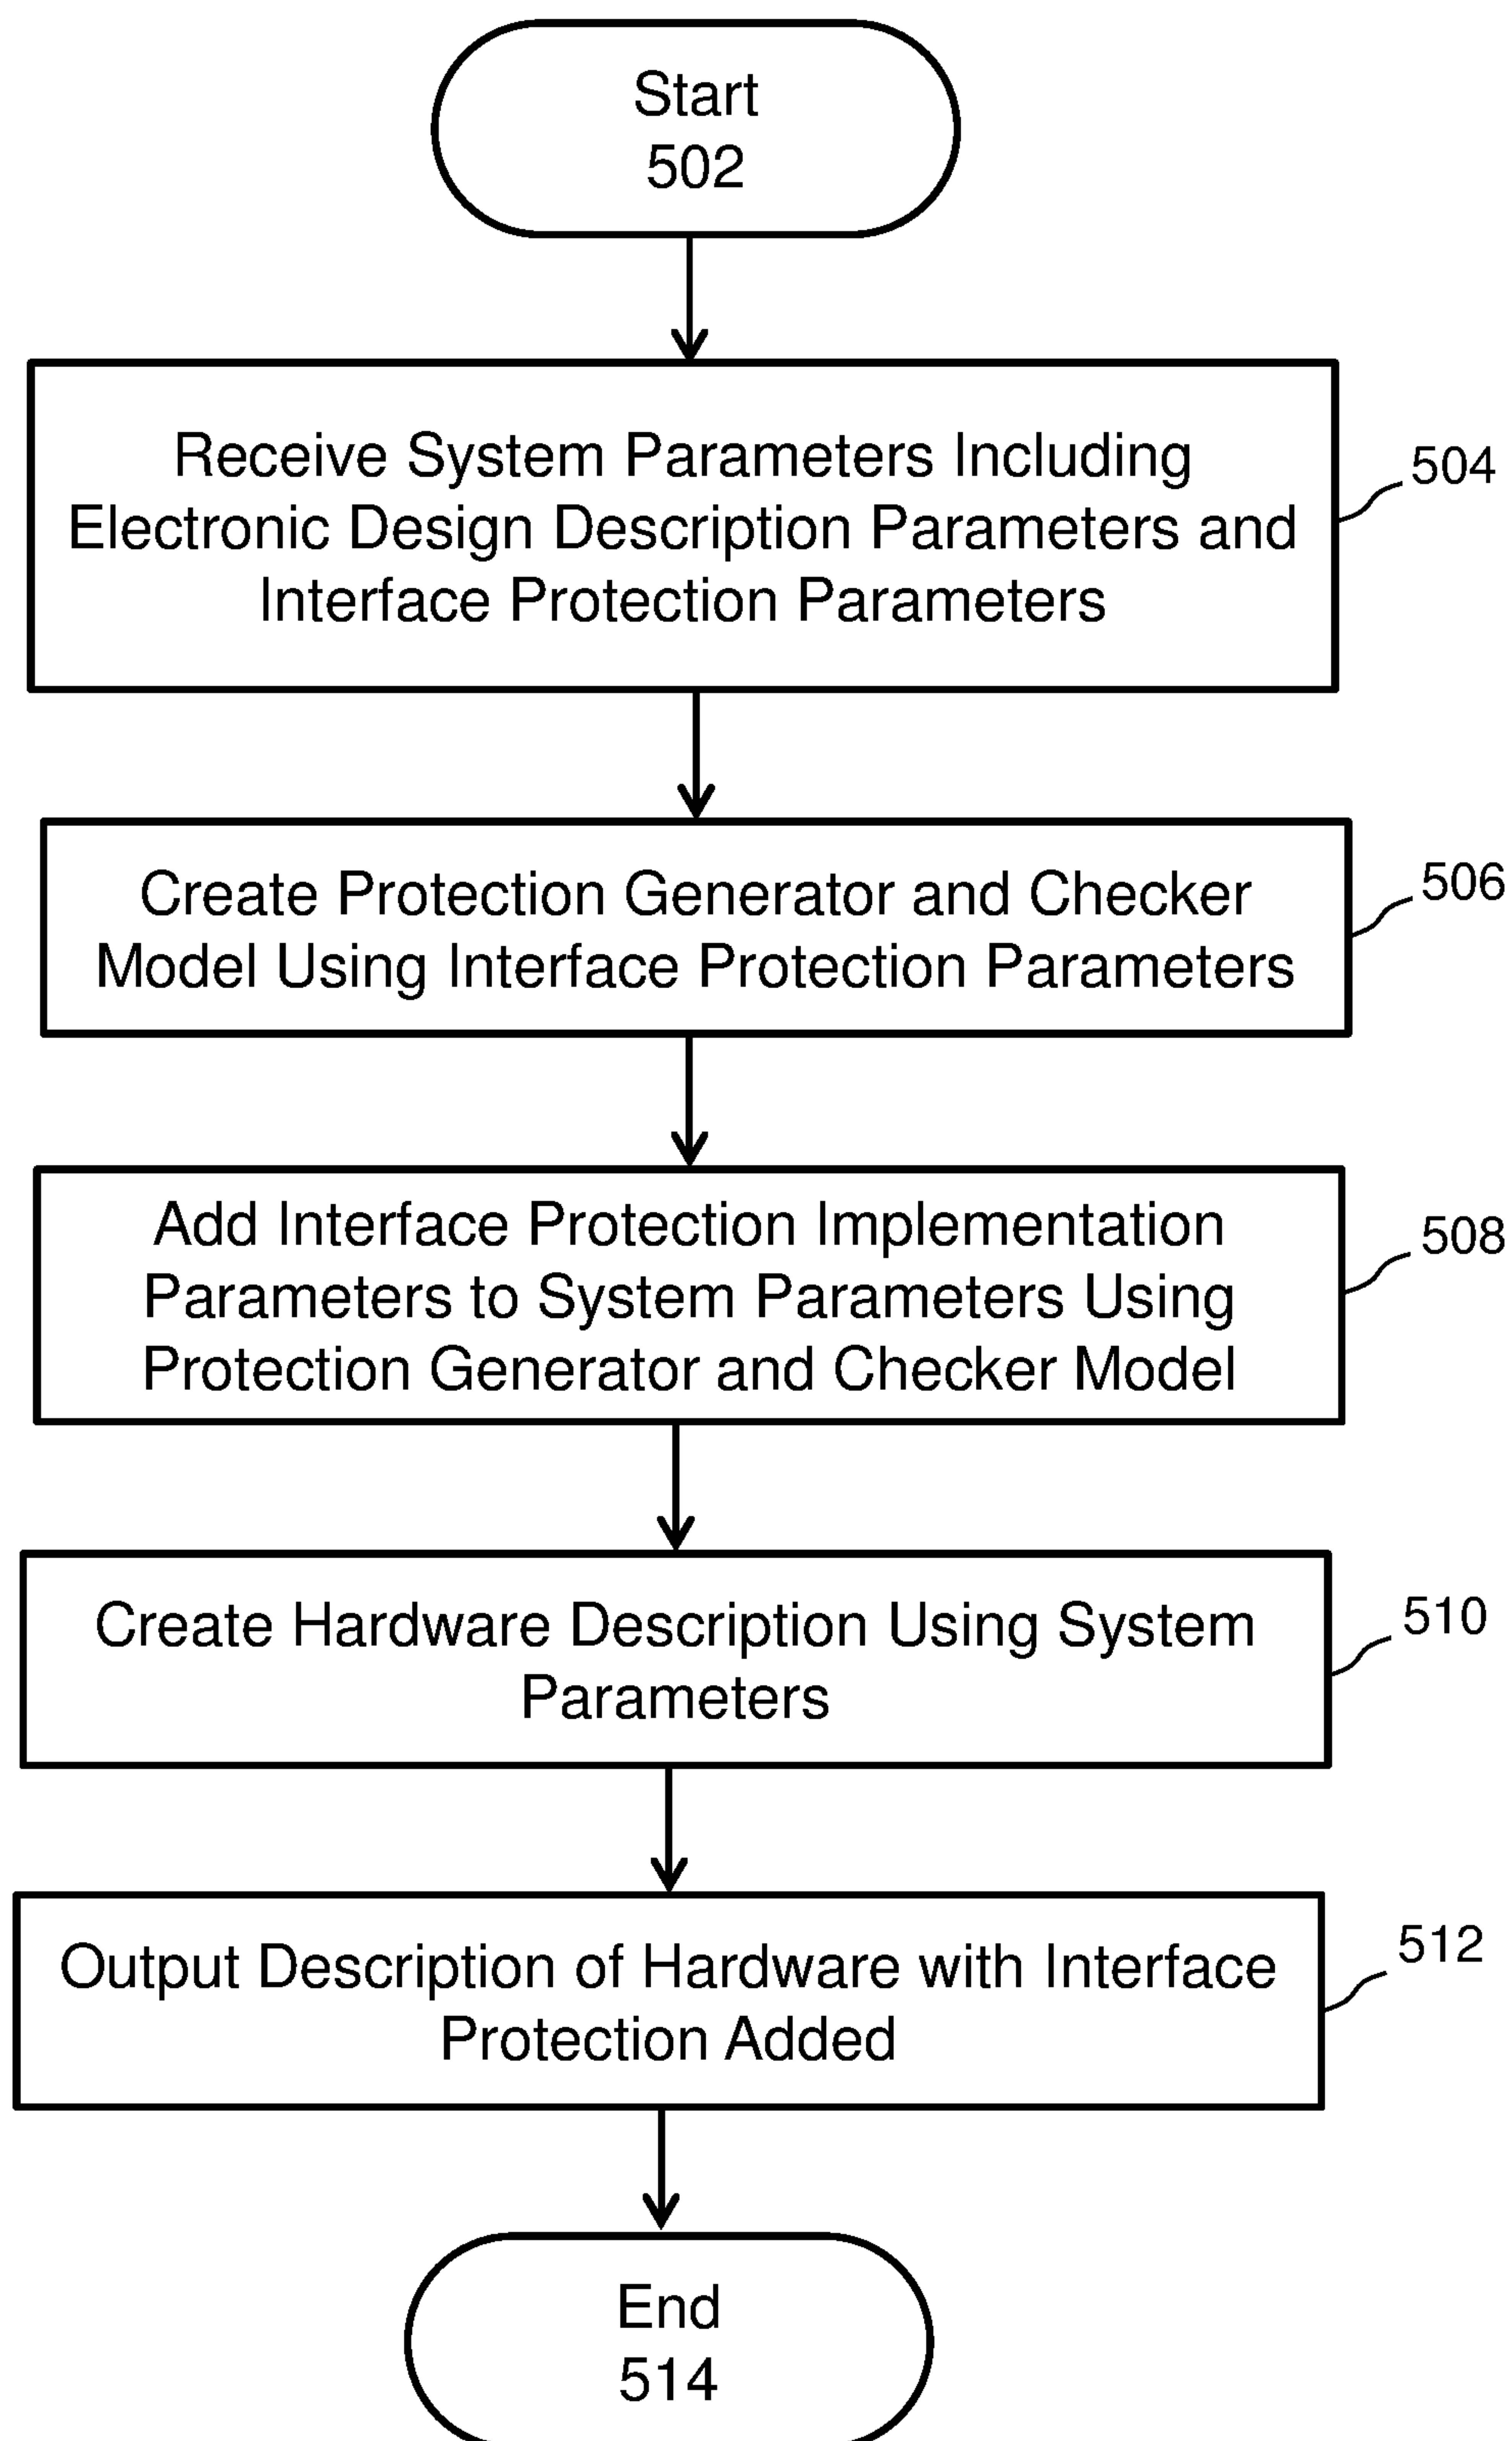 Start
502
Receive System Parameters Including
Electronic Design Description Parameters and
Interface Protection Parameters
504
Create Protection Generator and Checker
Model Using Interface Protection Parameters
506
Add Interface Protection Implementation
Parameters to System Parameters Using
Protection Generator and Checker Model
508
Create Hardware Description Using System
Parameters
510
Output Description of Hardware with Interface
Protection Added
512
End
514